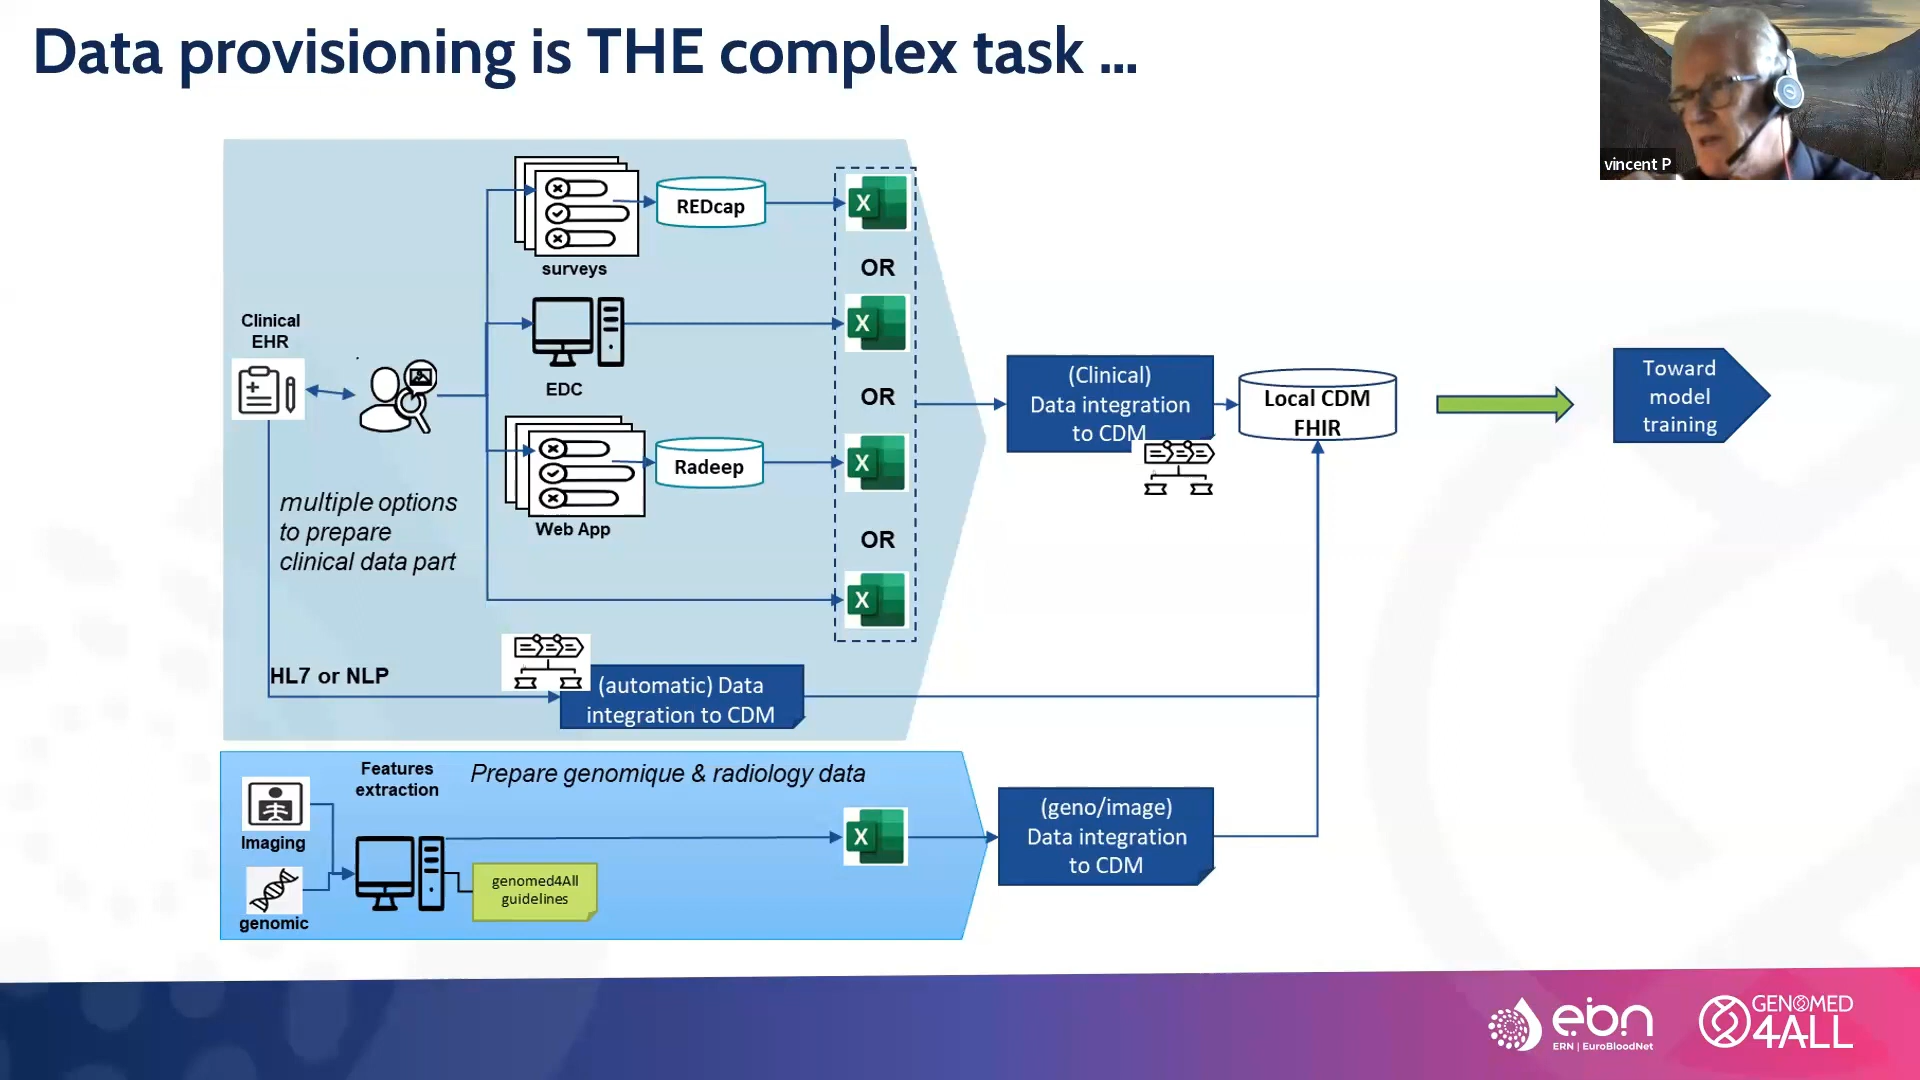 Data provisioning is THE complex task ...
vincent P
surveys
REDcap
X
OR
X
Clinical
EHR
EDC
OR
(Clinical)
Data integration
to CDM
Local CDM
FHIR
Toward
model
training
Radeep
X
Web App
multiple options
to prepare
clinical data part
OR
X
HL7 or NLP
(automatic) Data
integration to CDM
Features
extraction
Prepare genomique & radiology data
Imaging
genomic
genomed4All
guidelines
X
(geno/image)
Data integration
to CDM
ebn
ERN | EuroBloodNet
GENOMED
4ALL